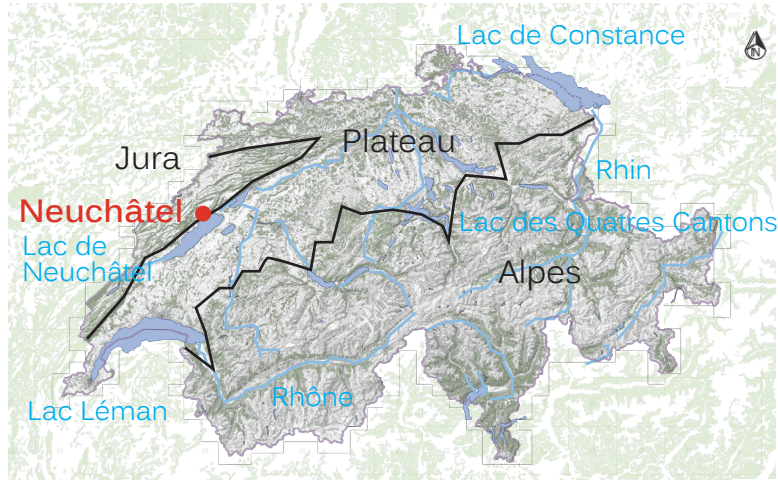 Lac de Constance
N
Plateau
Jura
Rhin
Neuchâtel
Lac des Quatres Cantons
Lac de
Neuchâtel
Alpes
Rhône
Lac Léman